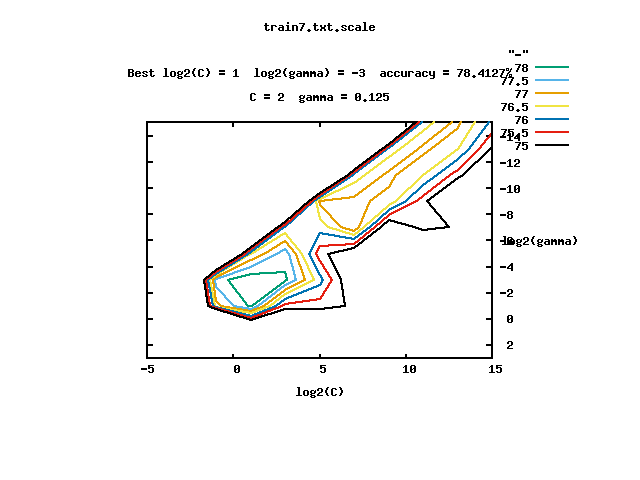 train7.txt.scale
"-"
78
Best log2(C) = 1 log2(gamma) = -3 accuracy = 78.4127%
77.5
77
C = 2 gamma = 0.125
76.5
76
75.5
-14
75
-12
-10
-8
-6
log2(gamma)
-4
-2
0
2
-5 0 5 10 15
log2(C)